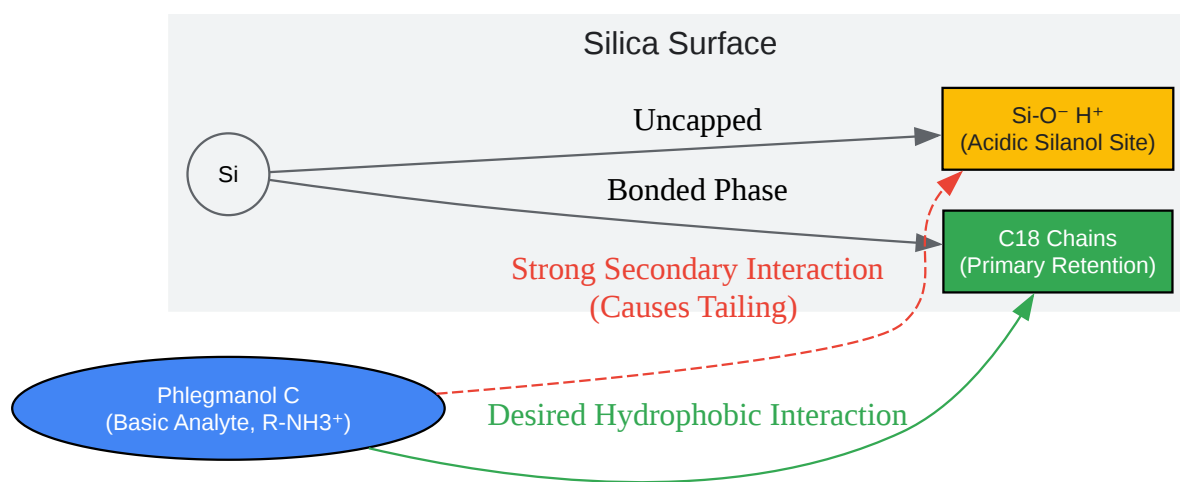 Silica Surface
Uncapped
Si-O⁻ H⁺
(Acidic Silanol Site)
Si
Bonded Phase
C18 Chains
(Primary Retention)
Strong Secondary Interaction
(Causes Tailing)
Phlegmanol C
(Basic Analyte, R-NH3⁺)
Desired Hydrophobic Interaction